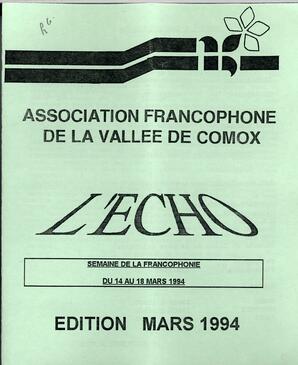 RG
ASSOCIATION FRANCOPHONE
DE LA VALLEE DE COMOX
L'ECHO
SEMAINE DE LA FRANCOPHONIE
DU 14 AU 18 MARS 1994
EDITION MARS 1994